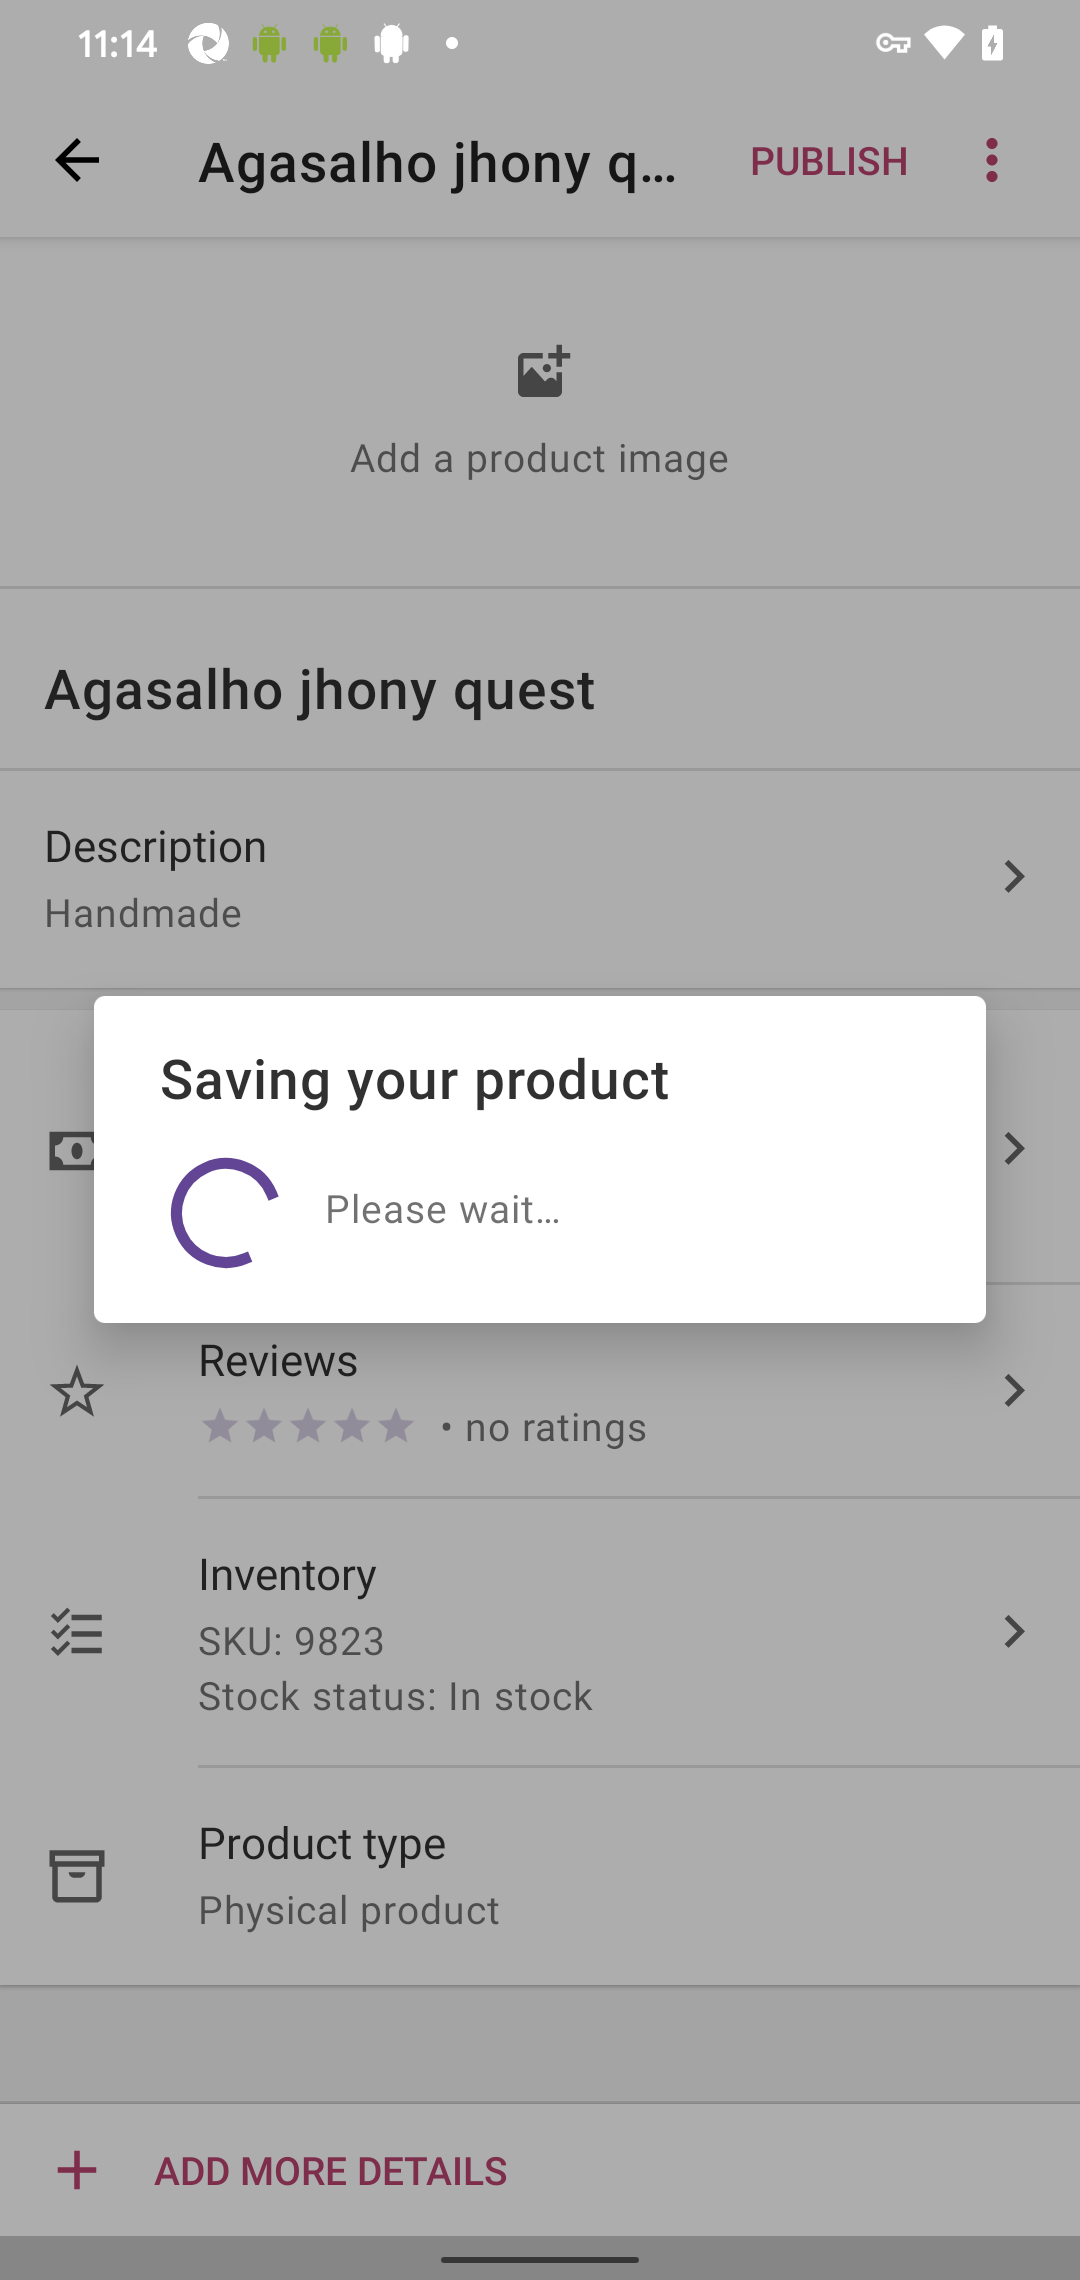 11:14
Agasalho jhony q...
PUBLISH
Add a product image
Agasalho jhony quest
Description
Handmade
Saving your product
Please wait...
Reviews
• no ratings
Inventory
SKU: 9823
Stock status: In stock
Product type
Physical product
ADD MORE DETAILS